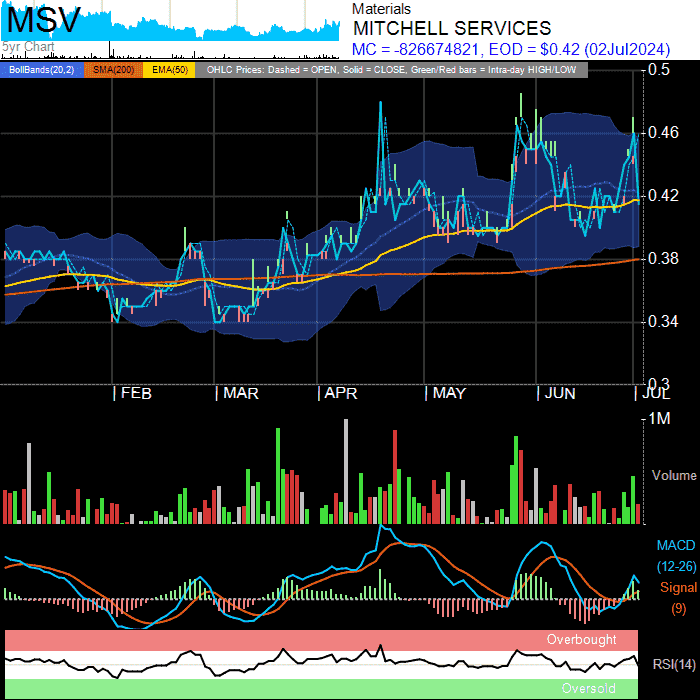 MSV
5yr Chart
Materials
MITCHELL SERVICES
MC = -826674821, EOD = $0.42 (02Jul2024)
BollBands(20,2) SMA(200) EMA(50) OHLC Prices: Dashed = OPEN, Solid = CLOSE, Green/Red bars = Intra-day HIGH/LOW
0.5
0.46
0.42
0.38
0.34
0.3
FEB MAR APR MAY JUN JUL
1M
Volume
MACD
(12-26)
Signal
(9)
Overbought
RSI(14)
Oversold